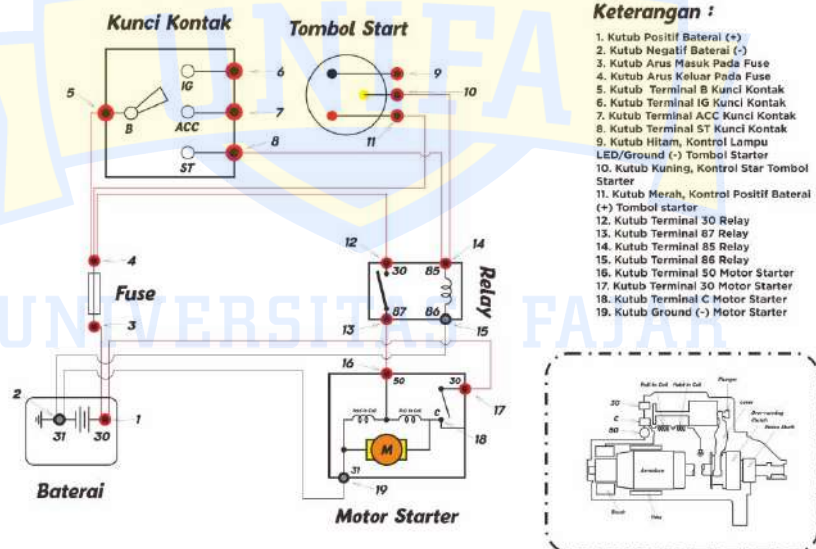 Kunci Kontak
Tombol Start
IG
B
ACC
ST
5
6
7
8
9
10
11
4
Fuse
3
12
14
30
85
87
86
Relay
13
15
2
31
30
1
Baterai
16
50
30
17
C
18
M
31
19
Motor Starter
Keterangan :
1. Kutub Positif Baterai (+)
2. Kutub Negatif Baterai (-)
3. Kutub Arus Masuk Pada Fuse
4. Kutub Arus Keluar Pada Fuse
5. Kutub Terminal B Kunci Kontak
6. Kutub Terminal IG Kunci Kontak
7. Kutub Terminal ACC Kunci Kontak
8. Kutub Terminal ST Kunci Kontak
9. Kutub Hitam, Kontrol Lampu
LED/Ground (-) Tombol Starter
10. Kutub Kuning, Kontrol Star Tombol
Starter
11. Kutub Merah, Kontrol Positif Baterai
(+) Tombol starter
12. Kutub Terminal 30 Relay
13. Kutub Terminal 87 Relay
14. Kutub Terminal 85 Relay
15. Kutub Terminal 86 Relay
16. Kutub Terminal 50 Motor Starter
17. Kutub Terminal 30 Motor Starter
18. Kutub Terminal C Motor Starter
19. Kutub Ground (-) Motor Starter
Plunger
Lever
Clutch
C
50
Armature
Brush
UNIFA
UNIVERSITAS FAJAR